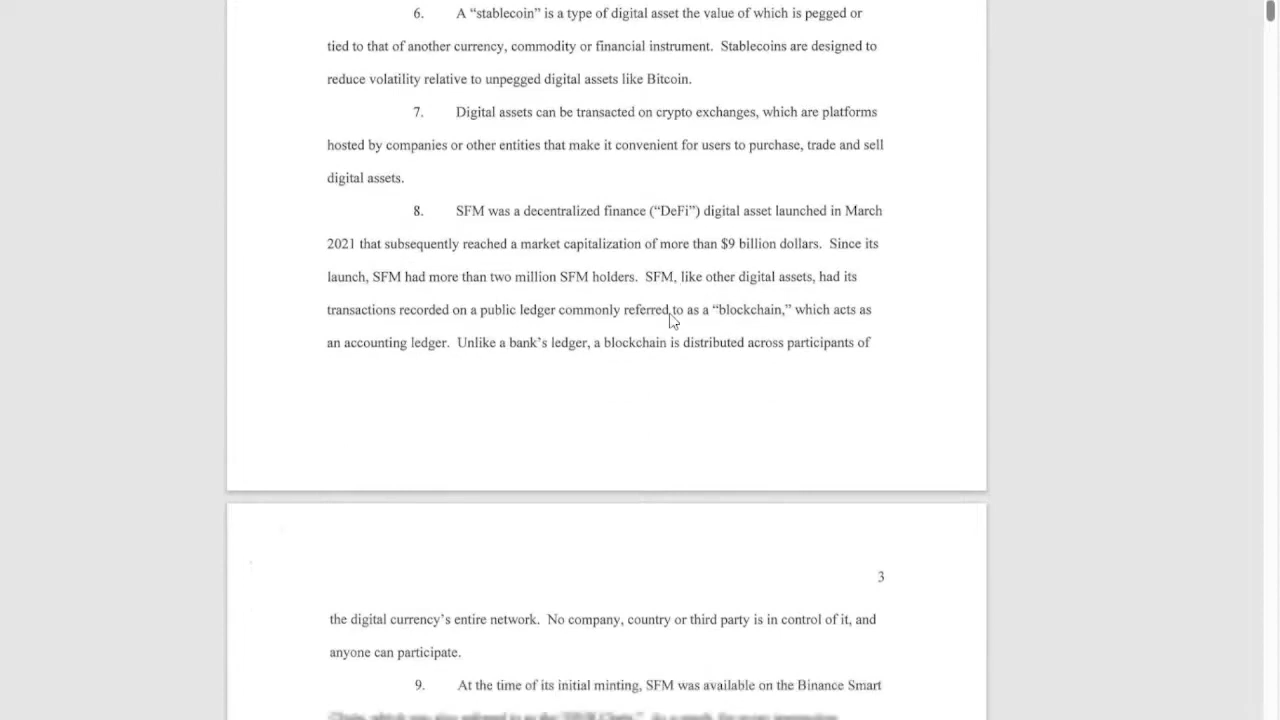 6. A “stablecoin” is a type of digital asset the value of which is pegged or
tied to that of another currency, commodity or financial instrument. Stablecoins are designed to
reduce volatility relative to unpegged digital assets like Bitcoin.
7. Digital assets can be transacted on crypto exchanges, which are platforms
hosted by companies or other entities that make it convenient for users to purchase, trade and sell
digital assets.
8. SFM was a decentralized finance (“DeFi”) digital asset launched in March
2021 that subsequently reached a market capitalization of more than $9 billion dollars. Since its
launch, SFM had more than two million SFM holders. SFM, like other digital assets, had its
transactions recorded on a public ledger commonly referred to as a “blockchain,” which acts as
an accounting ledger. Unlike a bank’s ledger, a blockchain is distributed across participants of
3
the digital currency’s entire network. No company, country or third party is in control of it, and
anyone can participate.
9. At the time of its initial minting, SFM was available on the Binance Smart